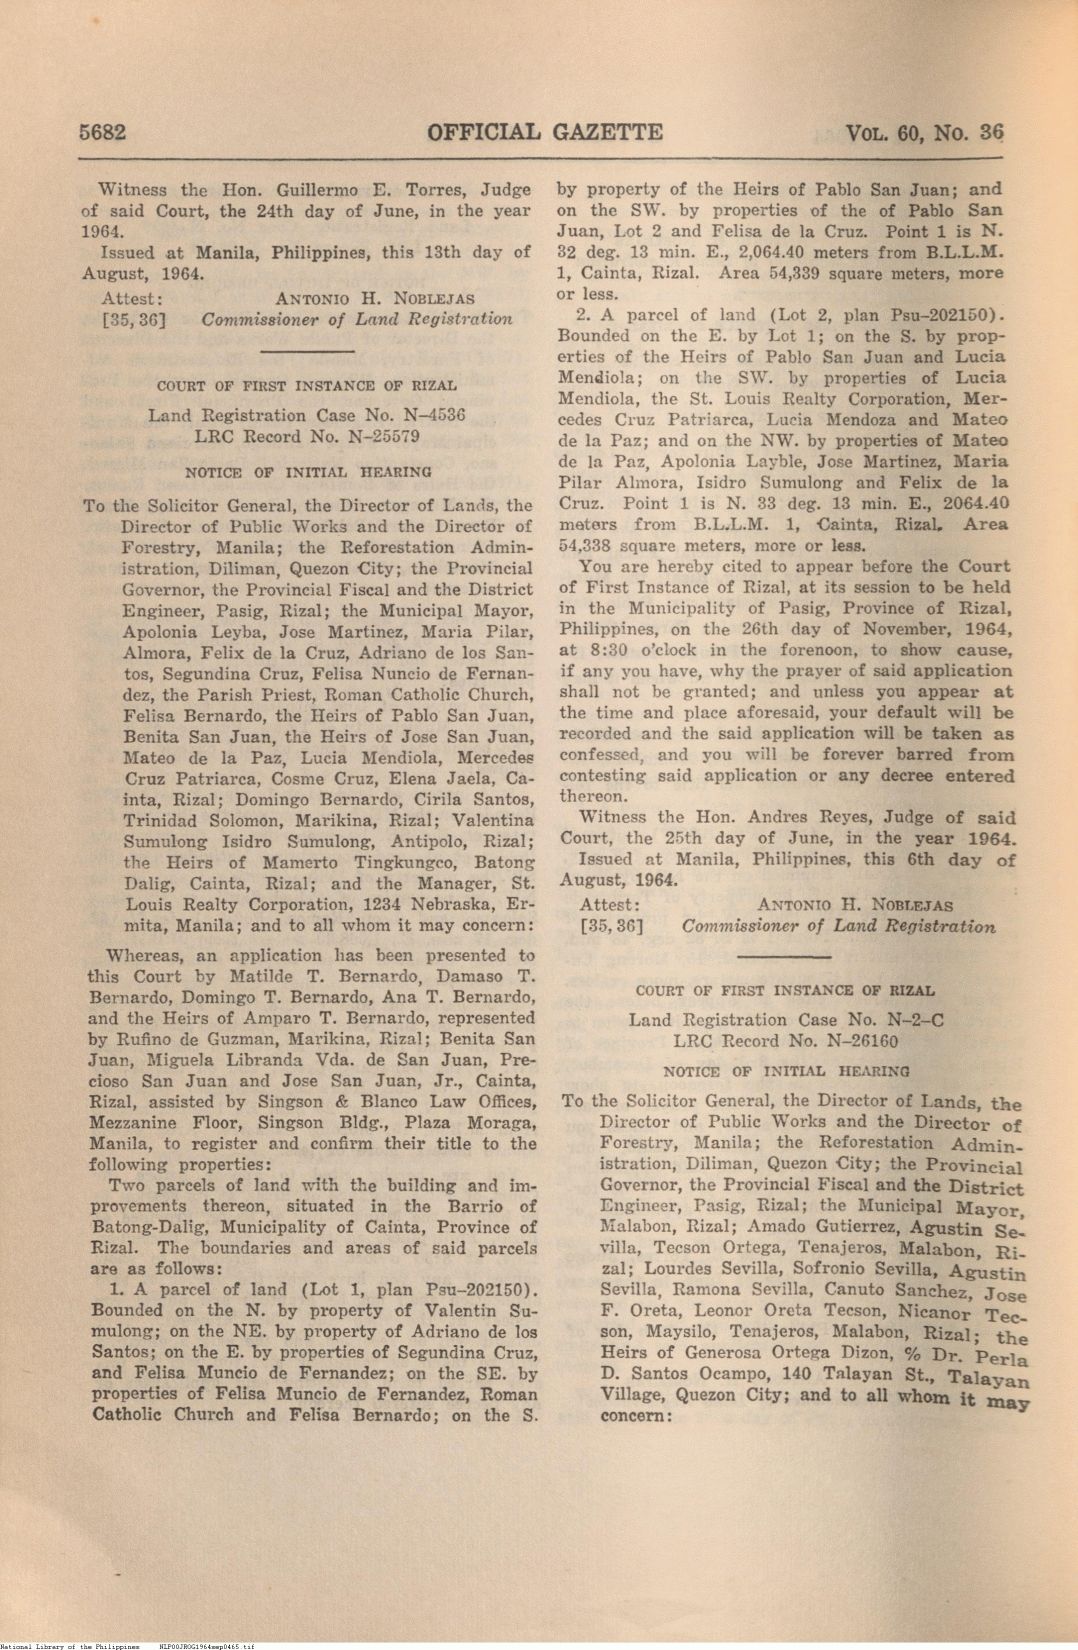 5682 OFFICIAL GAZETTE VOL. 60, No. 36
Witness the Hon. Guillermo E. Torres, Judge
of said Court, the 24th day of June, in the year
1964.
Issued at Manila, Philippines, this 13th day of
August, 1964.
Attest: ANTONIO H. NOBLEJAS
[35, 36] Commissioner of Land Registration
COURT OF FIRST INSTANCE OF RIZAL
Land Registration Case No. N–4536
LRC Record No. N–25579
NOTICE OF INITIAL HEARING
To the Solicitor General, the Director of Lands, the
Director of Public Works and the Director of
Forestry, Manila; the Reforestation Admin-
istration, Diliman, Quezon City; the Provincial
Governor, the Provincial Fiscal and the District
Engineer, Pasig, Rizal; the Municipal Mayor,
Apolonia Leyba, Jose Martinez, Maria Pilar,
Almora, Felix de la Cruz, Adriano de los San-
tos, Segundina Cruz, Felisa Nuncio de Fernan-
dez, the Parish Priest, Roman Catholic Church,
Felisa Bernardo, the Heirs of Pablo San Juan,
Benita San Juan, the Heirs of Jose San Juan,
Mateo de la Paz, Lucia Mendiola, Mercedes
Cruz Patriarca, Cosme Cruz, Elena Jaela, Ca-
inta, Rizal; Domingo Bernardo, Cirila Santos,
Trinidad Solomon, Marikina, Rizal; Valentina
Sumulong Isidro Sumulong, Antipolo, Rizal;
the Heirs of Mamerto Tingkungco, Batong
Dalig, Cainta, Rizal; and the Manager, St.
Louis Realty Corporation, 1234 Nebraska, Er-
mita, Manila; and to all whom it may concern:
Whereas, an application has been presented to
this Court by Matilde T. Bernardo, Damaso T.
Bernardo, Domingo T. Bernardo, Ana T. Bernardo,
and the Heirs of Amparo T. Bernardo, represented
by Rufino de Guzman, Marikina, Rizal; Benita San
Juan, Miguela Libranda Vda. de San Juan, Pre-
cioso San Juan and Jose San Juan, Jr., Cainta,
Rizal, assisted by Singson & Blanco Law Offices,
Mezzanine Floor, Singson Bldg., Plaza Moraga,
Manila, to register and confirm their title to the
following properties:
Two parcels of land with the building and im-
provements thereon, situated in the Barrio of
Batong-Dalig, Municipality of Cainta, Province of
Rizal. The boundaries and areas of said parcels
are as follows:
1. A parcel of land (Lot 1, plan Psu–202150).
Bounded on the N. by property of Valentin Su-
mulong; on the NE. by property of Adriano de los
Santos; on the E. by properties of Segundina Cruz,
and Felisa Muncio de Fernandez; on the SE. by
properties of Felisa Muncio de Fernandez, Roman
Catholic Church and Felisa Bernardo; on the S.
by property of the Heirs of Pablo San Juan; and
on the SW. by properties of the of Pablo San
Juan, Lot 2 and Felisa de la Cruz. Point 1 is N.
32 deg. 13 min. E., 2,064.40 meters from B.L.L.M.
1, Cainta, Rizal. Area 54,339 square meters, more
or less.
2. A parcel of land (Lot 2, plan Psu–202150).
Bounded on the E. by Lot 1; on the S. by prop-
erties of the Heirs of Pablo San Juan and Lucia
Mendiola; on the SW. by properties of Lucia
Mendiola, the St. Louis Realty Corporation, Mer-
cedes Cruz Patriarca, Lucia Mendoza and Mateo
de la Paz; and on the NW. by properties of Mateo
de la Paz, Apolonia Layble, Jose Martinez, Maria
Pilar Almora, Isidro Sumulong and Felix de la
Cruz. Point 1 is N. 33 deg. 13 min. E., 2064.40
meters from B.L.L.M. 1, Cainta, Rizal. Area
54,338 square meters, more or less.
You are hereby cited to appear before the Court
of First Instance of Rizal, at its session to be held
in the Municipality of Pasig, Province of Rizal,
Philippines, on the 26th day of November, 1964,
at 8:30 o'clock in the forenoon, to show cause,
if any you have, why the prayer of said application
shall not be granted; and unless you appear at
the time and place aforesaid, your default will be
recorded and the said application will be taken as
confessed, and you will be forever barred from
contesting said application or any decree entered
thereon.
Witness the Hon. Andres Reyes, Judge of said
Court, the 25th day of June, in the year 1964.
Issued at Manila, Philippines, this 6th day of
August, 1964.
Attest: ANTONIO H. NOBLEJAS
[35, 36] Commissioner of Land Registration
COURT OF FIRST INSTANCE OF RIZAL
Land Registration Case No. N–2–C
LRC Record No. N–26160
NOTICE OF INITIAL HEARING
To the Solicitor General, the Director of Lands, the
Director of Public Works and the Director of
Forestry, Manila; the Reforestation Admin-
istration, Diliman, Quezon City; the Provincial
Governor, the Provincial Fiscal and the District
Engineer, Pasig, Rizal; the Municipal Mayor,
Malabon, Rizal; Amado Gutierrez, Agustin Se-
villa, Tecson Ortega, Tenajeros, Malabon, Ri-
zal; Lourdes Sevilla, Sofronio Sevilla, Agustin
Sevilla, Ramona Sevilla, Canuto Sanchez, Jose
F. Oreta, Leonor Oreta Tecson, Nicanor Tec-
son, Maysilo, Tenajeros, Malabon, Rizal; the
Heirs of Generosa Ortega Dizon, % Dr. Perla
D. Santos Ocampo, 140 Talayan St., Talayan
Village, Quezon City; and to all whom it may
concern:
National Library of the Philippines NLP00JROG1964sep0465.tif